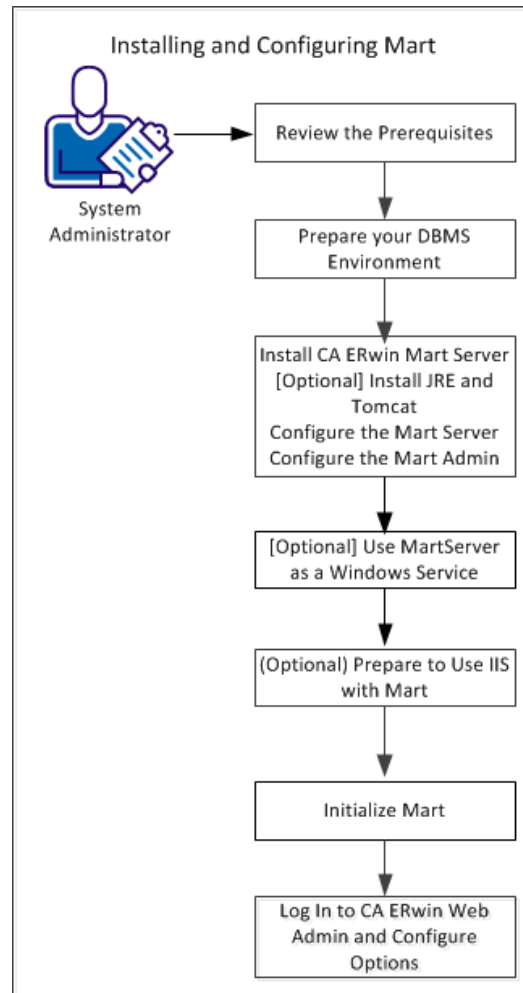 Installing and Configuring Mart
System
Administrator
Review the Prerequisites
Prepare your DBMS
Environment
Install CA ERwin Mart Server
[Optional] Install JRE and
Tomcat
Configure the Mart Server
Configure the Mart Admin
[Optional] Use MartServer
as a Windows Service
(Optional) Prepare to Use IIS
with Mart
Initialize Mart
Log In to CA ERwin Web
Admin and Configure
Options